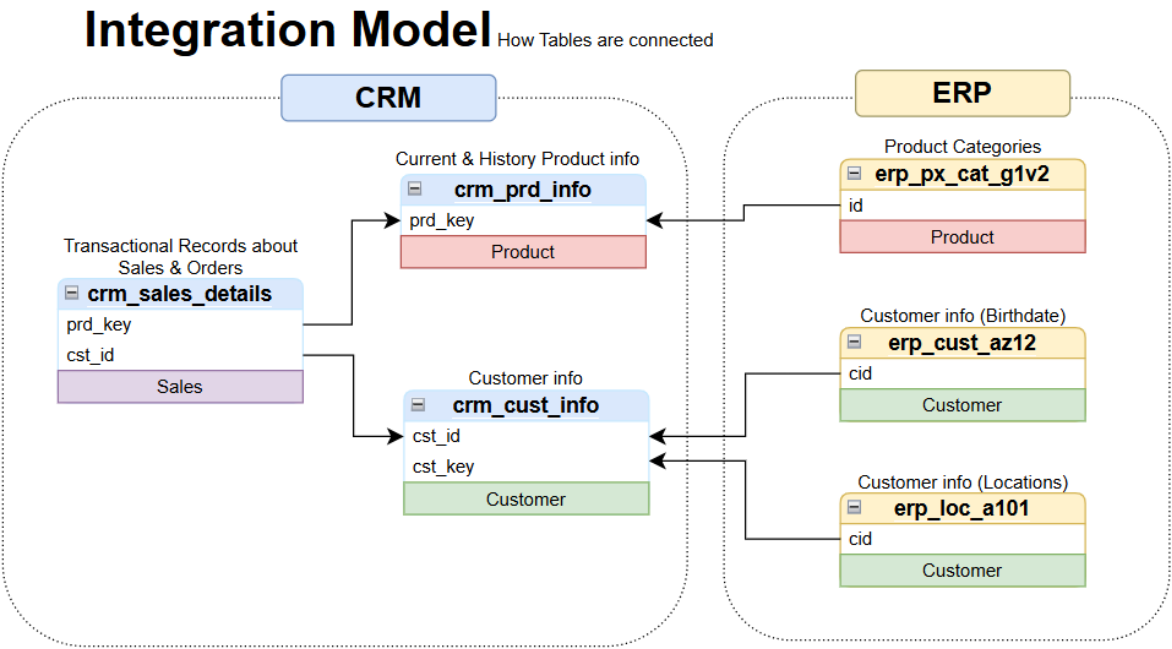 Integration Model How Tables are connected
CRM
Current & History Product info
crm_prd_info
prd_key
Product
Transactional Records about
Sales & Orders
crm_sales_details
prd_key
cst_id
Sales
Customer info
crm_cust_info
cst_id
cst_key
Customer
ERP
Product Categories
erp_px_cat_g1v2
id
Product
Customer info (Birthdate)
erp_cust_az12
cid
Customer
Customer info (Locations)
erp_loc_a101
cid
Customer